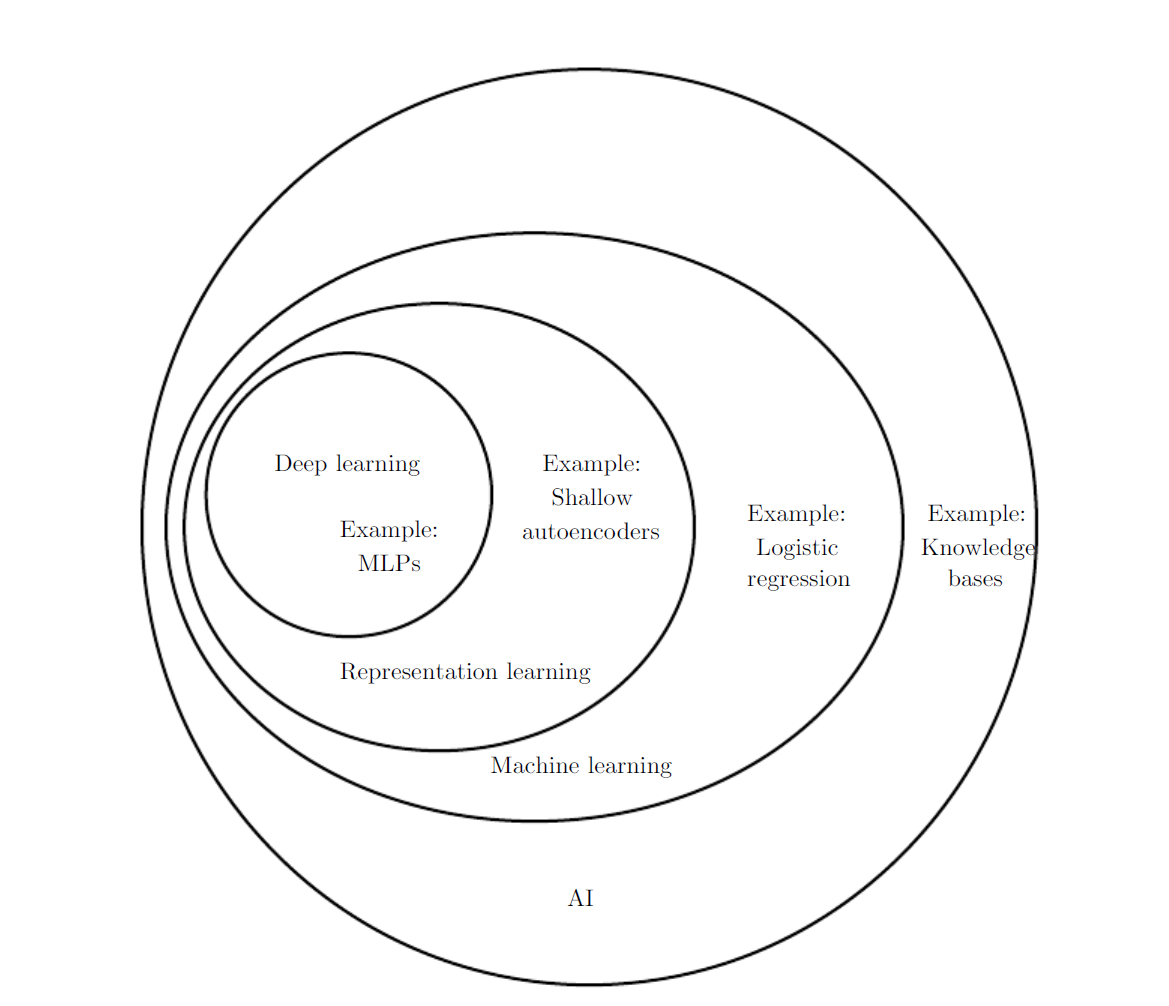 Deep learning
Example:
MLPs
Example:
Shallow
autoencoders
Example:
Logistic
regression
Example:
Knowledge
bases
Representation learning
Machine learning
AI